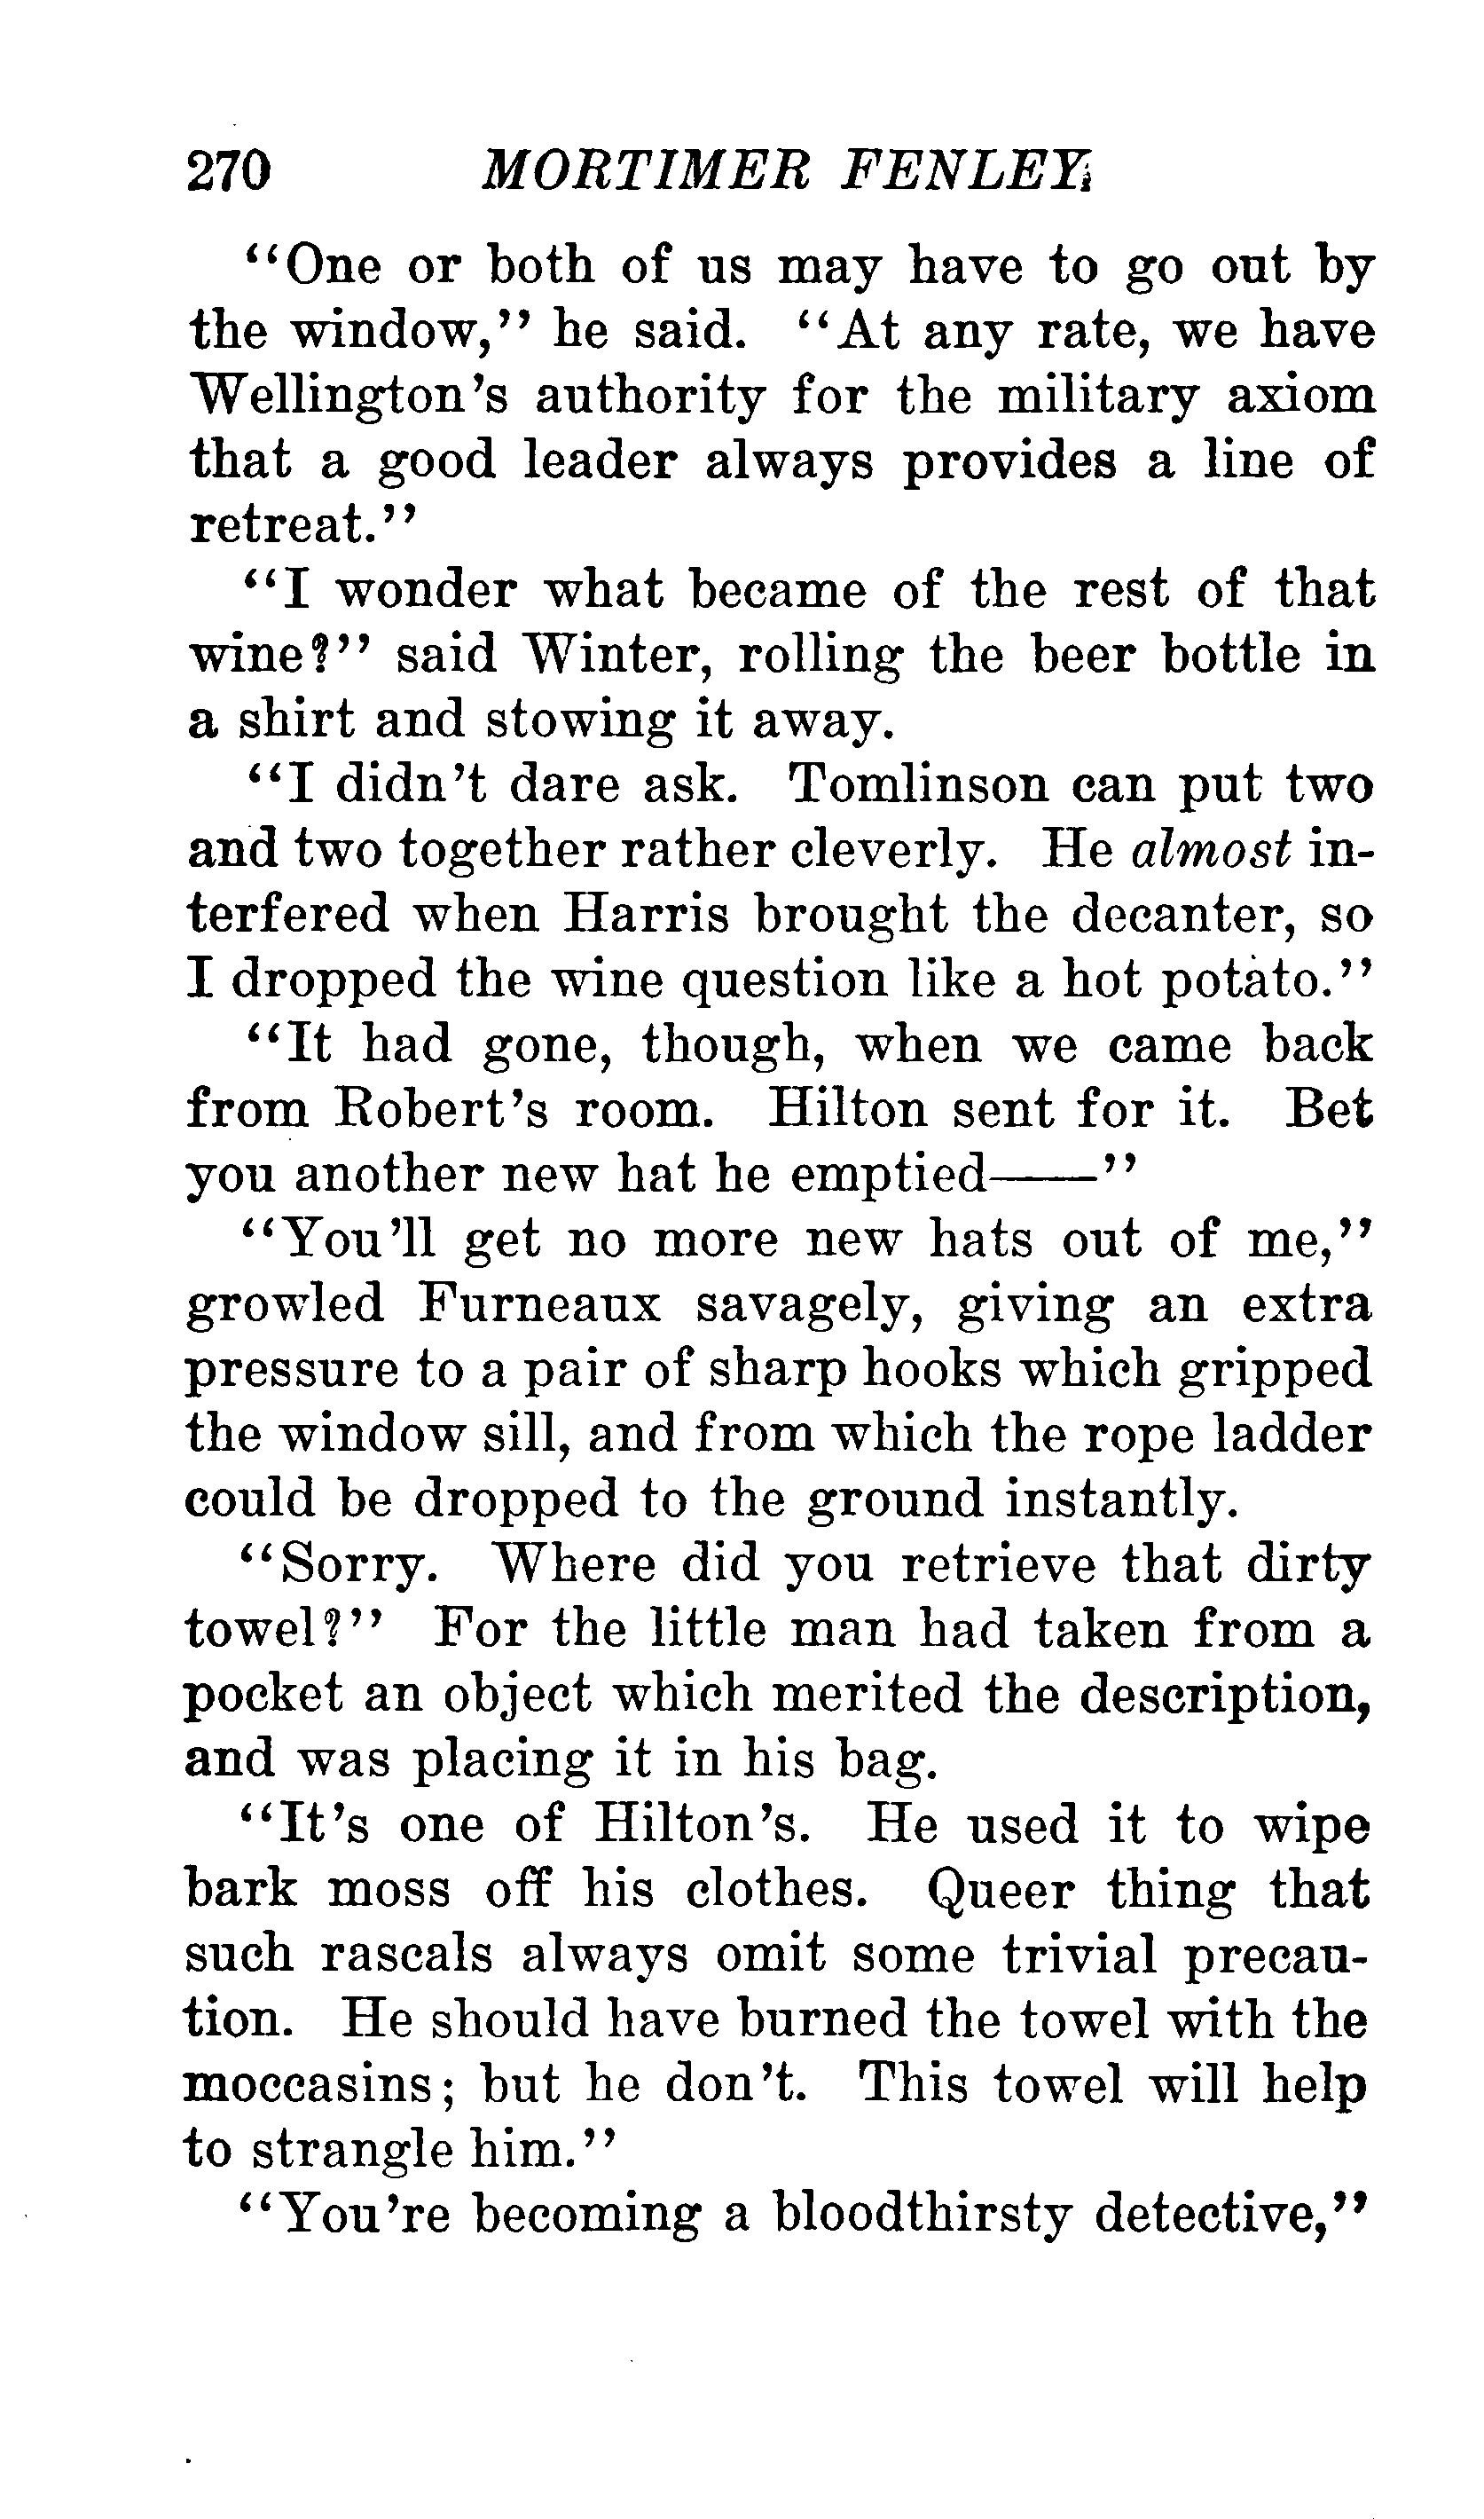 270 MORTIMER FENLEY
"One or both of us may have to go out by
the window," he said. "At any rate, we have
Wellington's authority for the military axiom
that a good leader always provides a line of
retreat."
"I wonder what became of the rest of that
wine?" said Winter, rolling the beer bottle in
a shirt and stowing it away.
"I didn't dare ask. Tomlinson can put two
and two together rather cleverly. He almost in-
terfered when Harris brought the decanter, so
I dropped the wine question like a hot potato."
"It had gone, though, when we came back
from Robert's room. Hilton sent for it. Bet
you another new hat he emptied——"
"You'll get no more new hats out of me,"
growled Furneaux savagely, giving an extra
pressure to a pair of sharp hooks which gripped
the window sill, and from which the rope ladder
could be dropped to the ground instantly.
"Sorry. Where did you retrieve that dirty
towel?" For the little man had taken from a
pocket an object which merited the description,
and was placing it in his bag.
"It's one of Hilton's. He used it to wipe
bark moss off his clothes. Queer thing that
such rascals always omit some trivial precau-
tion. He should have burned the towel with the
moccasins; but he don't. This towel will help
to strangle him."
"You're becoming a bloodthirsty detective,"